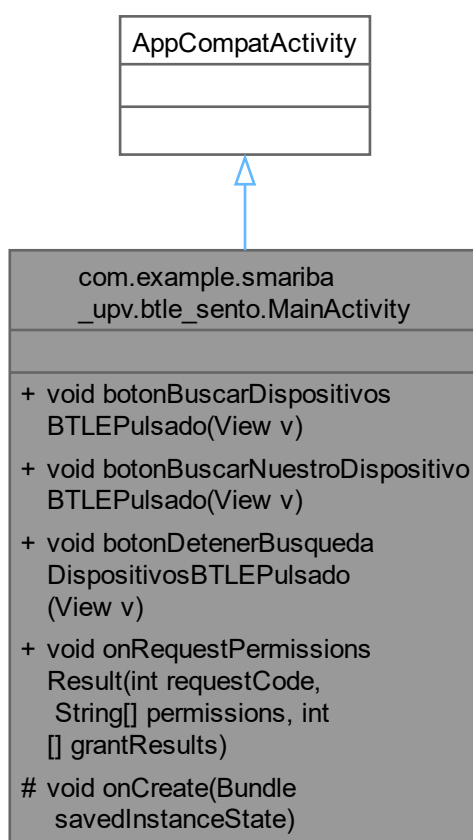 AppCompatActivity
com.example.smariba
_upv.btle_sento.MainActivity
+ void botonBuscarDispositivos
BTLEPulsado(View v)
+ void botonBuscarNuestroDispositivo
BTLEPulsado(View v)
+ void botonDetenerBusqueda
DispositivosBTLEPulsado
(View v)
+ void onRequestPermissions
Result(int requestCode,
String[] permissions, int
[] grantResults)
# void onCreate(Bundle
savedInstanceState)